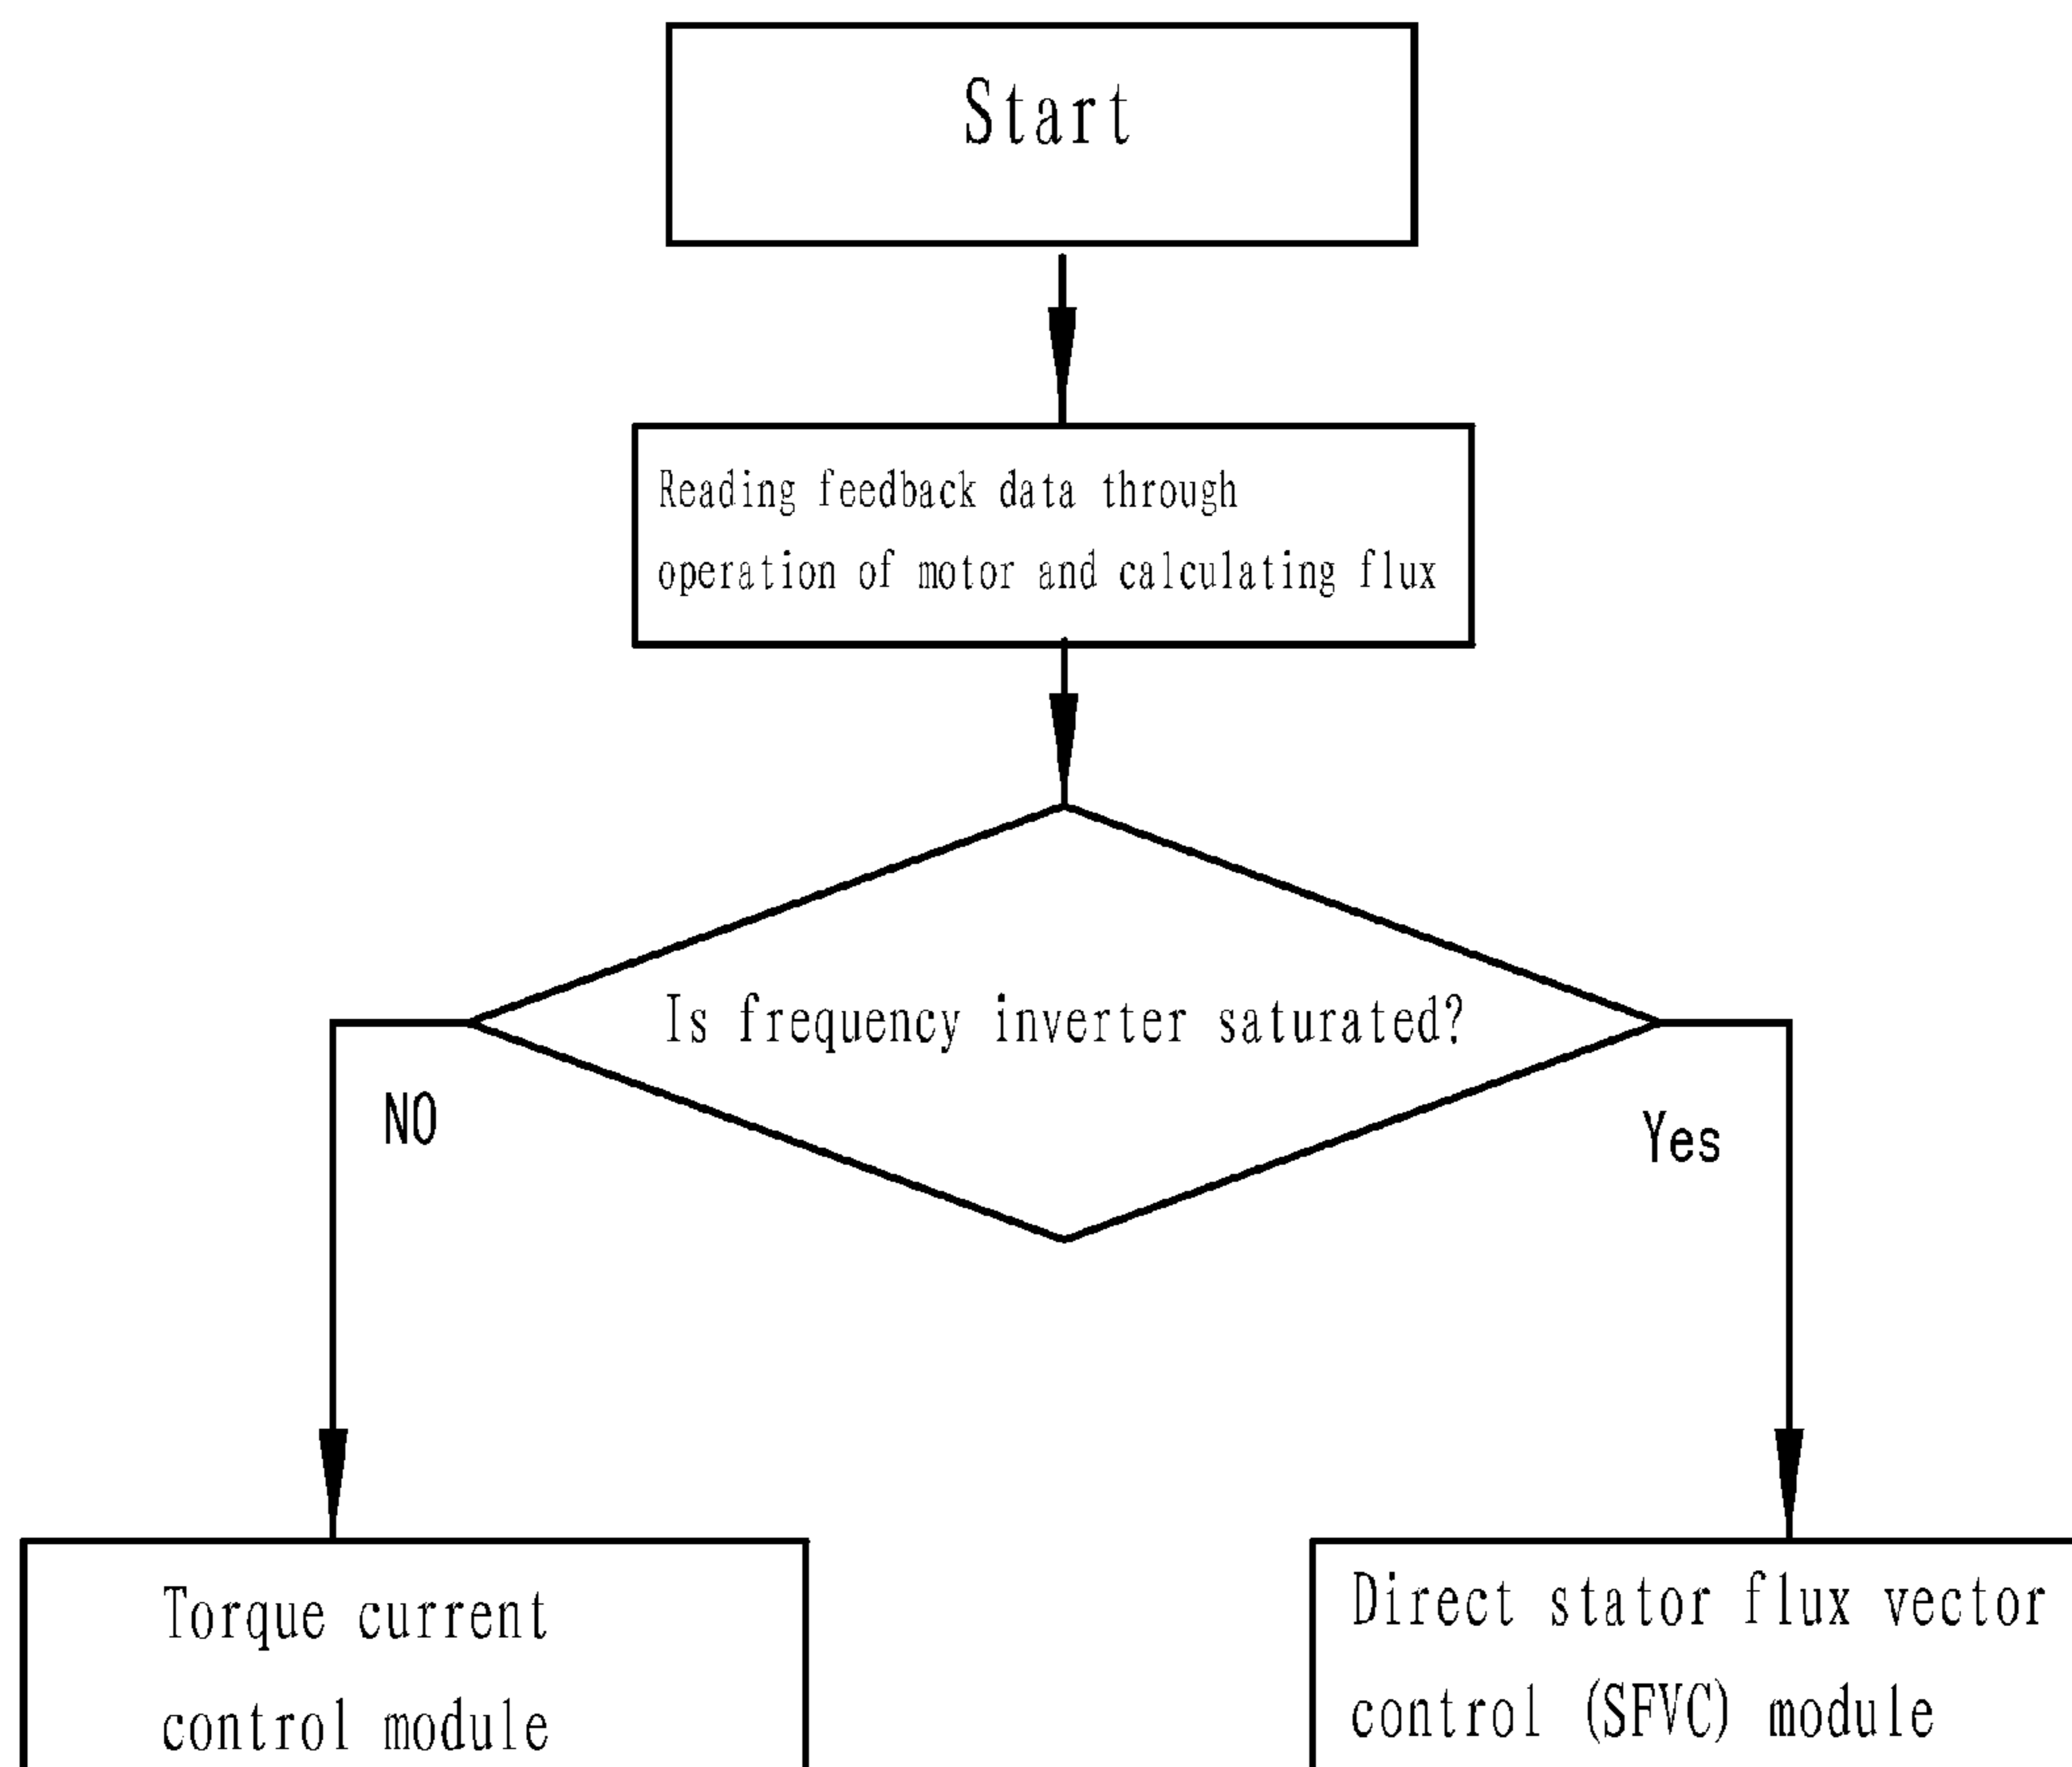 Start
Reading feedback data through
operation of motor and calculating flux
Is frequency inverter saturated?
NO
Yes
Torque current
control module
Direct stator flux vector
control (SFVC) module